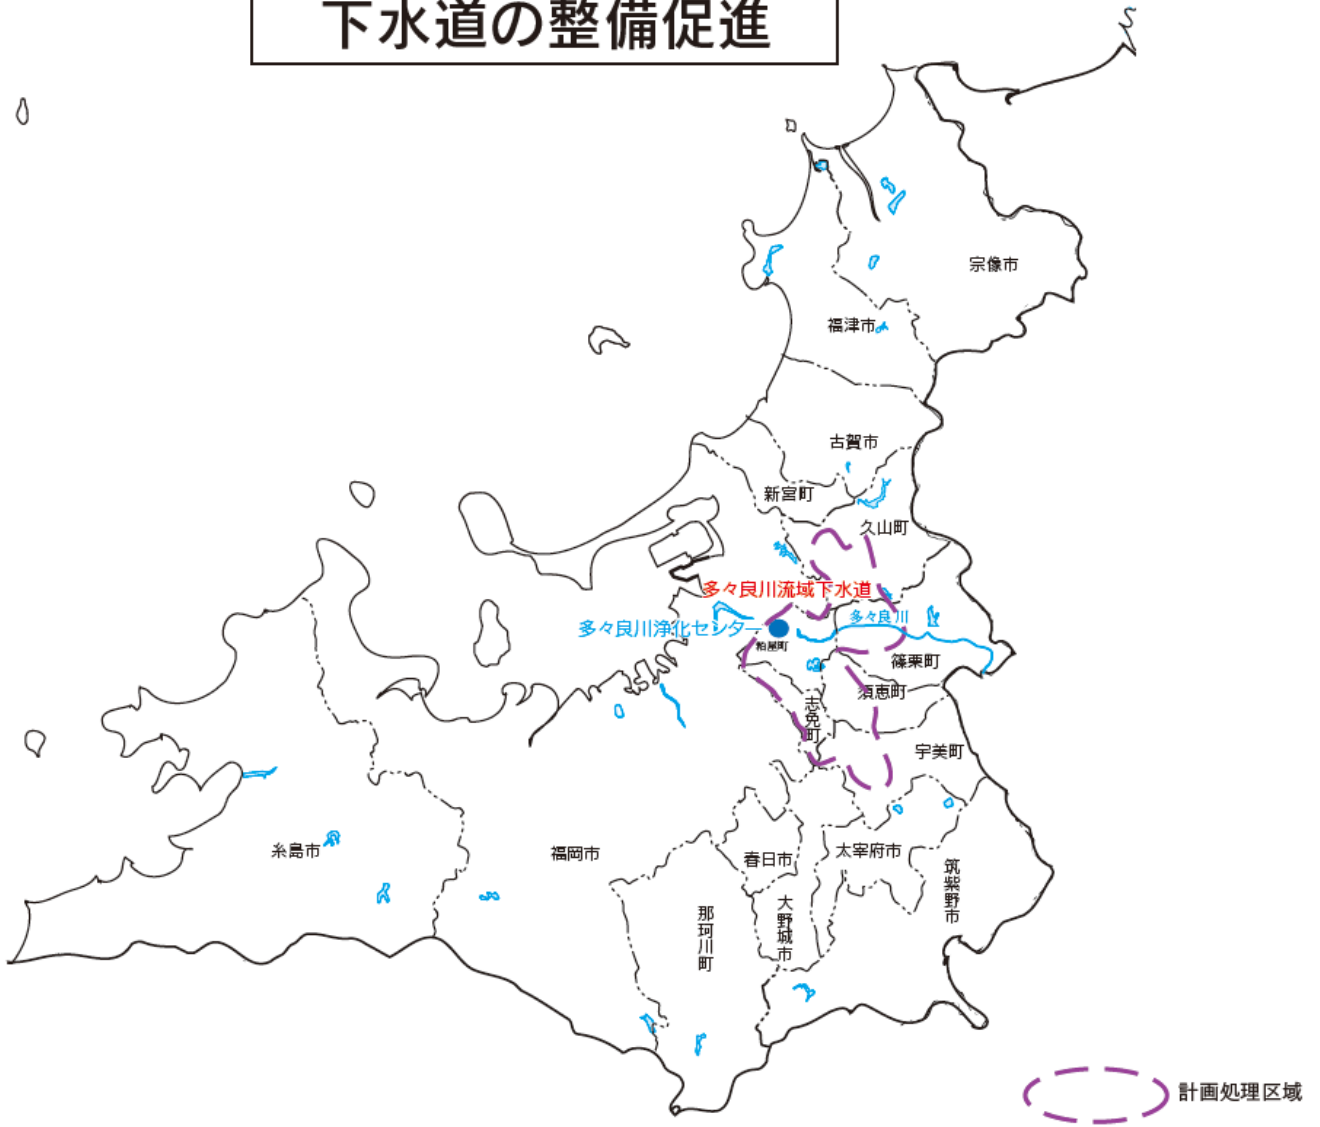 下水道の整備促進
宗像市
福津市
古賀市
新宮町
久山町
多々良川流域下水道
多々良川
多々良川浄化センター
粕屋町
篠栗町
須恵町
志免町
宇美町
糸島市
福岡市
春日市
太宰府市
筑紫野市
大野城市
那珂川町
計画処理区域